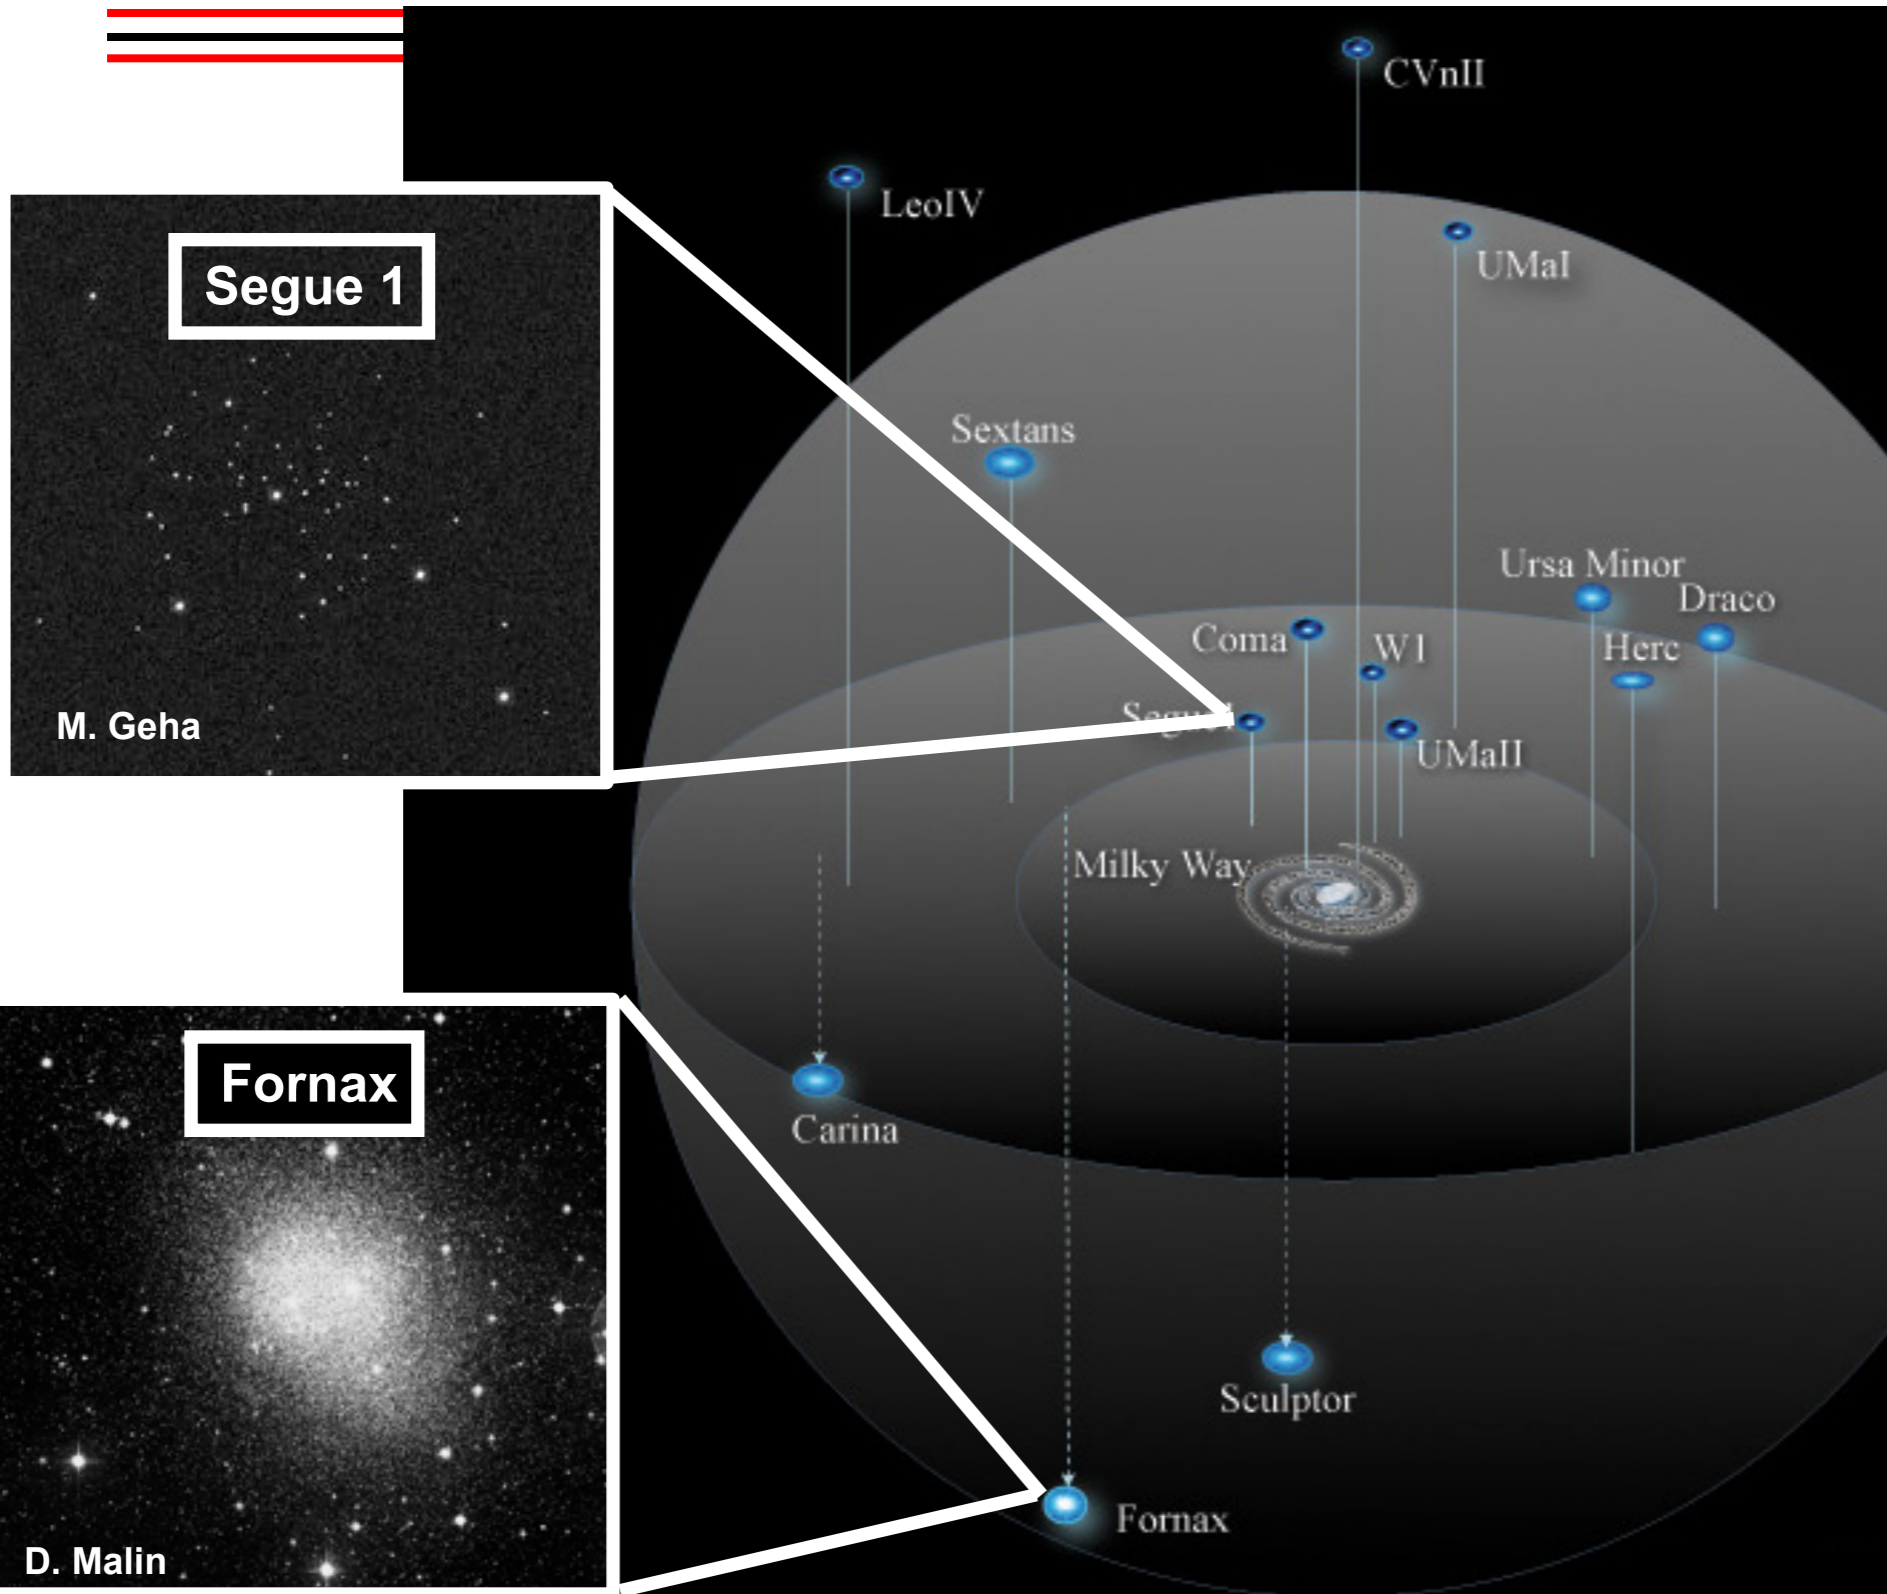 CVnII
LeoIV
UMaI
Segue 1
Sextans
Ursa Minor
Draco
Coma
W1
Herc
Segue1
UMaII
M. Geha
Milky Way
Fornax
Carina
Sculptor
Fornax
D. Malin